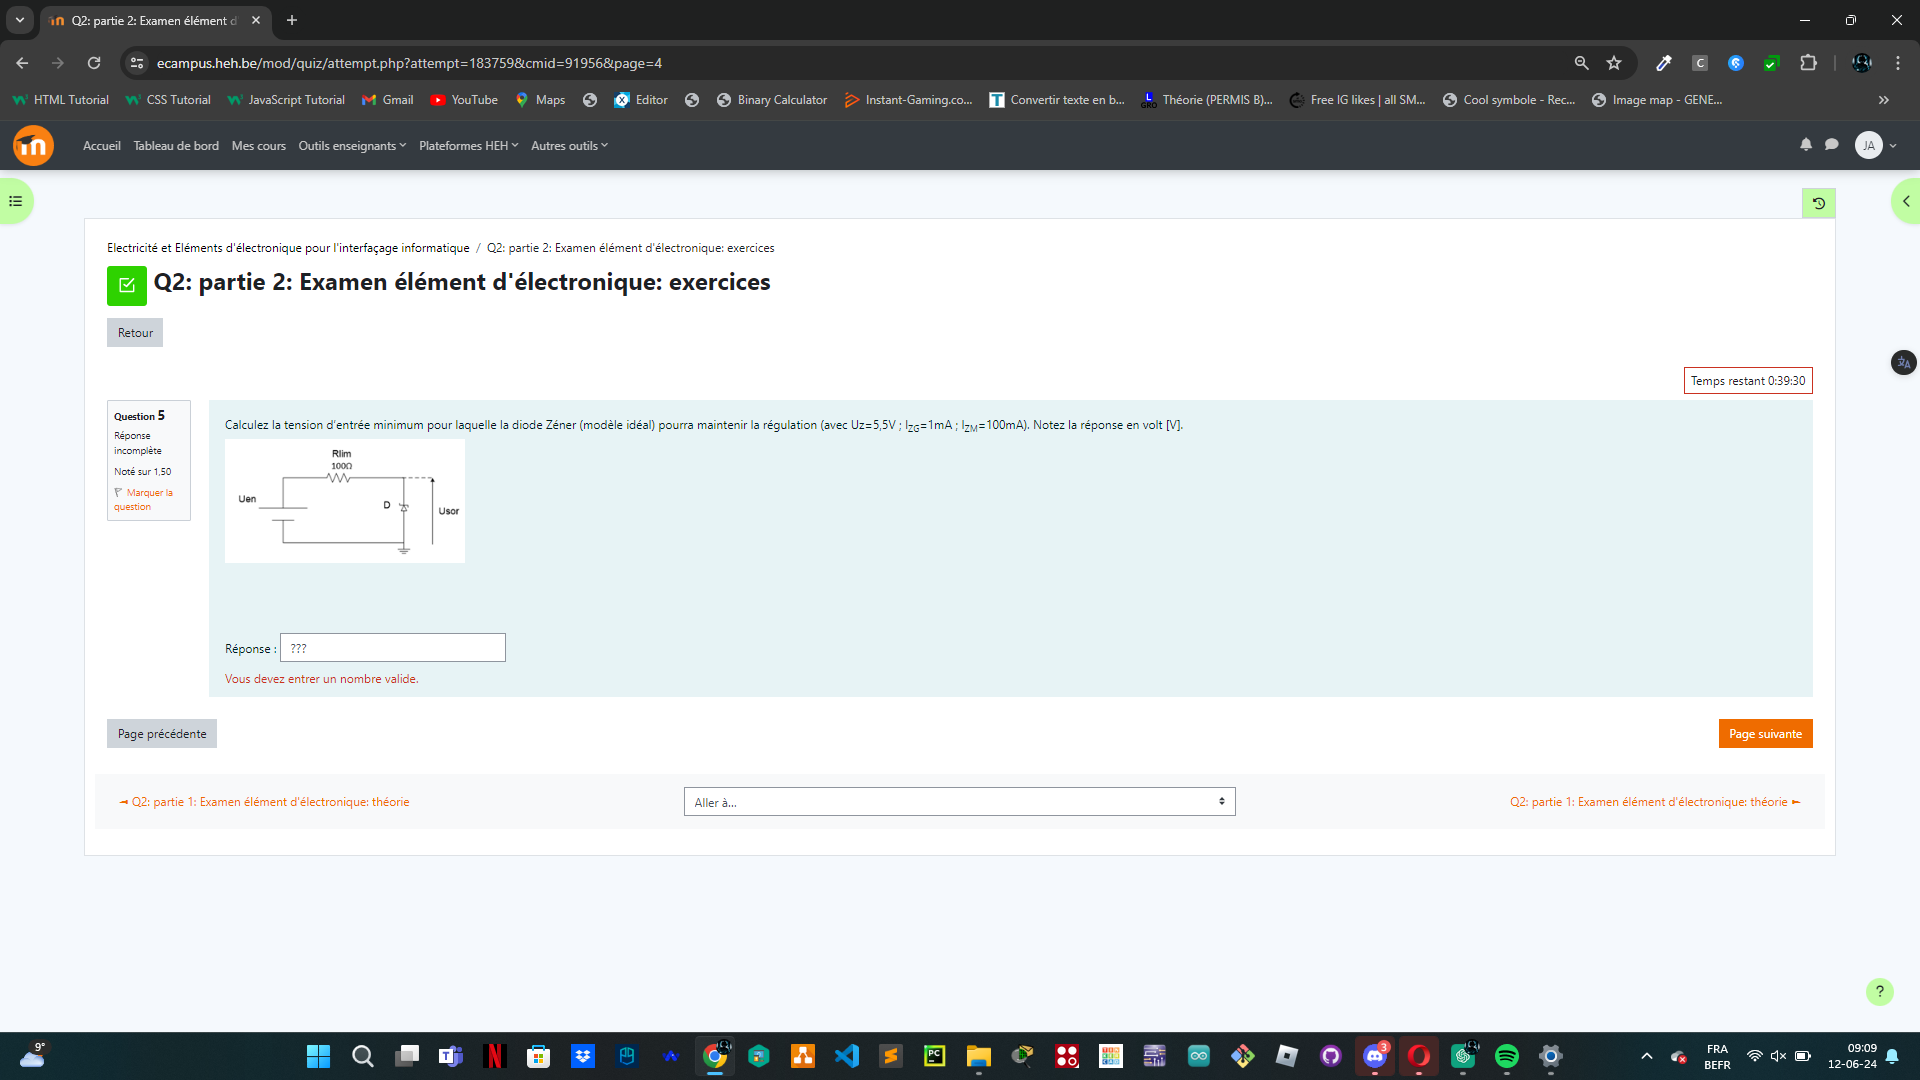 Q2: partie 2: Examen élément d'
ecampus.heh.be/mod/quiz/attempt.php?attempt=183759&cmid=91956&page=4
HTML Tutorial
CSS Tutorial
JavaScript Tutorial
Gmail
YouTube
Maps
Editor
Binary Calculator
Instant-Gaming.co...
Convertir texte en b...
Théorie (PERMIS B)...
Free IG likes | all SM...
Cool symbole - Rec...
Image map - GENE...
Accueil
Tableau de bord
Mes cours
Outils enseignants
Plateformes HEH
Autres outils
JA
Electricité et Eléments d'électronique pour l'interfaçage informatique / Q2: partie 2: Examen élément d'électronique: exercices
Q2: partie 2: Examen élément d'électronique: exercices
Retour
Temps restant 0:39:30
Question 5
Réponse
incomplète
Noté sur 1,50
Marquer la
question
Calculez la tension d'entrée minimum pour laquelle la diode Zéner (modèle idéal) pourra maintenir la régulation (avec Uz=5,5V ; IZG=1mA ; IZM=100mA). Notez la réponse en volt [V].
Rlim
100Ω
Uen
D
Usor
Réponse : ???
Vous devez entrer un nombre valide.
Page précédente
Page suivante
◄ Q2: partie 1: Examen élément d'électronique: théorie
Aller à...
Q2: partie 1: Examen élément d'électronique: théorie ►
?
9°
3
FRA
BEFR
09:09
12-06-24